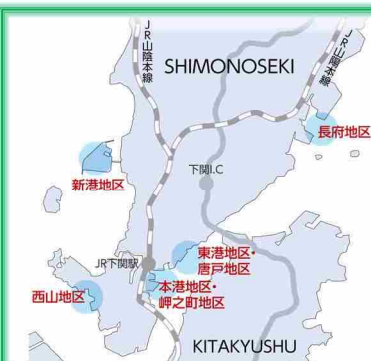 JR山陰本線
SHIMONOSEKI
JR山陽本線
長府地区
下関I.C
新港地区
東港地区・
唐戸地区
JR下関駅
本港地区・
岬之町地区
西山地区
KITAKYUSHU